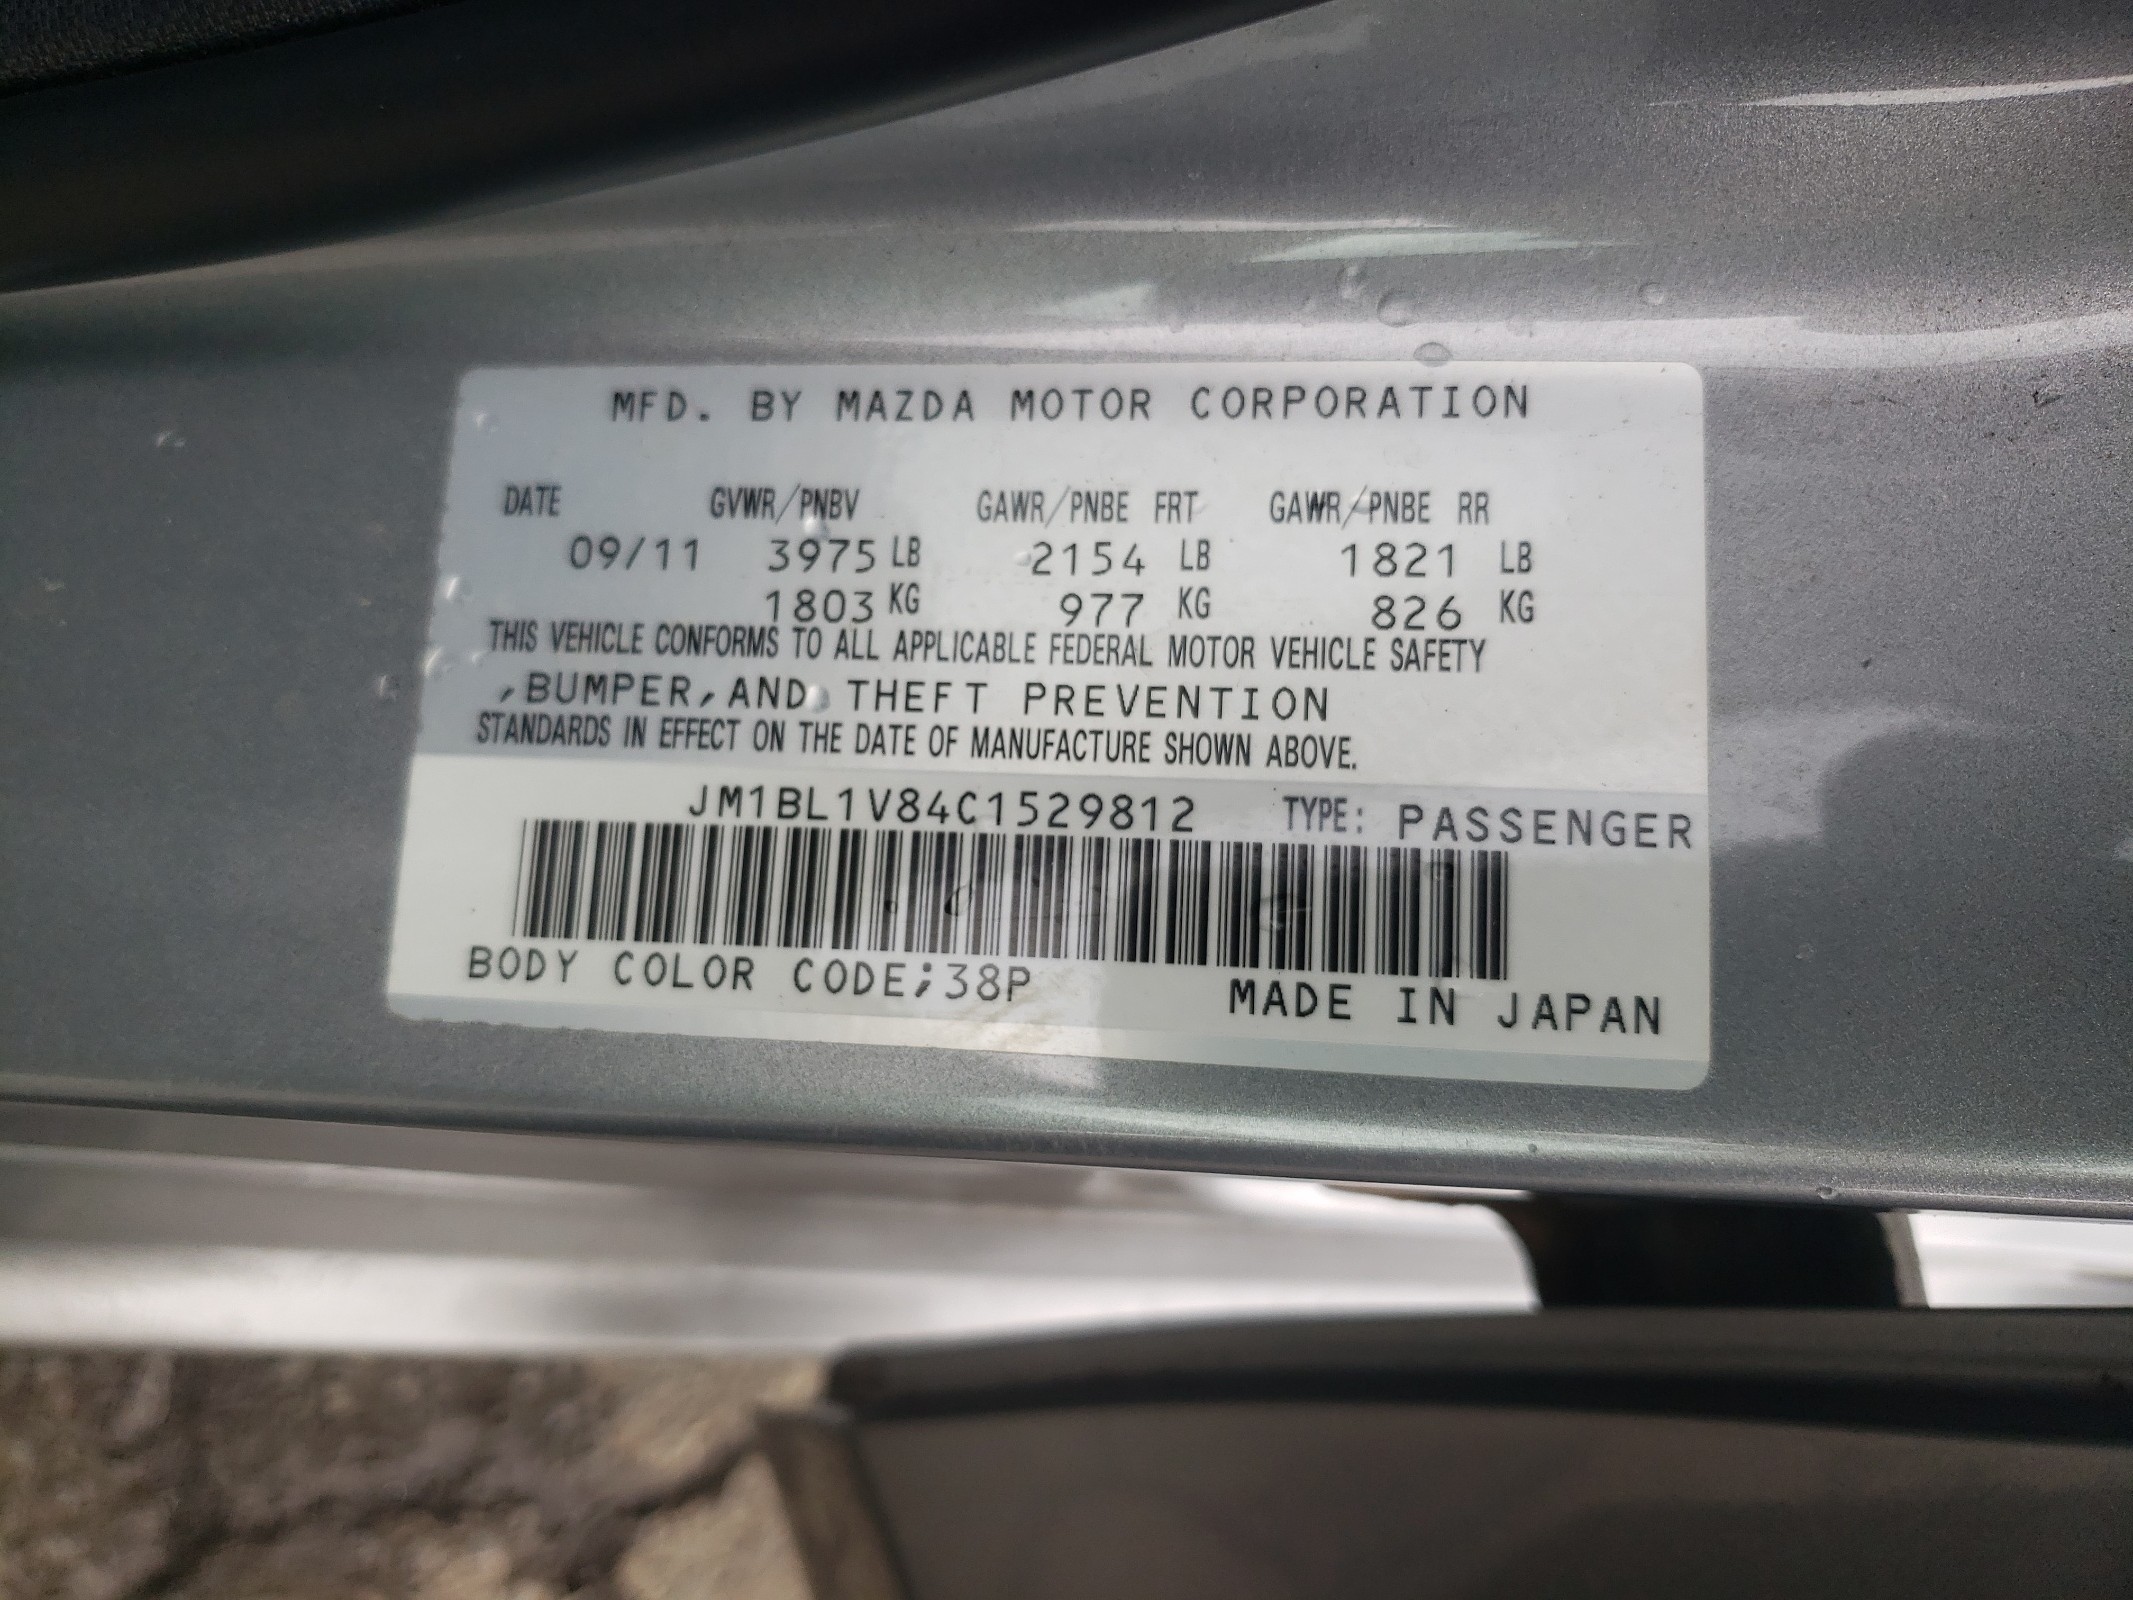 MFD. BY MAZDA MOTOR CORPORATION
DATE GVWR/PNBV GAWR/PNBE FRT GAWR/PNBE RR
09/11 3975 LB 2154 LB 1821 LB
1803 KG 977 KG 826 KG
THIS VEHICLE CONFORMS TO ALL APPLICABLE FEDERAL MOTOR VEHICLE SAFETY
,BUMPER,AND THEFT PREVENTION
STANDARDS IN EFFECT ON THE DATE OF MANUFACTURE SHOWN ABOVE.
JM1BL1V84C1529812 TYPE: PASSENGER
BODY COLOR CODE;38P MADE IN JAPAN